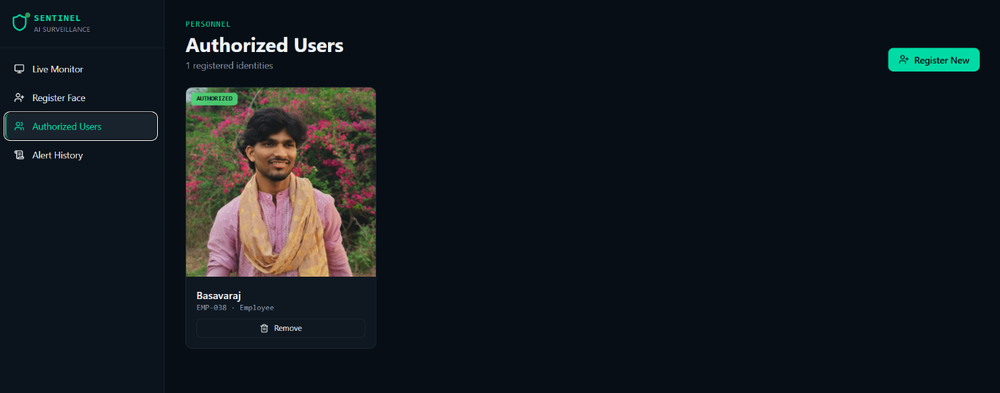 SENTINEL
AI SURVEILLANCE
Live Monitor
Register Face
Authorized Users
Alert History
PERSONNEL
Authorized Users
1 registered identities
Register New
AUTHORIZED
Basavaraj
EMP-038 · Employee
Remove